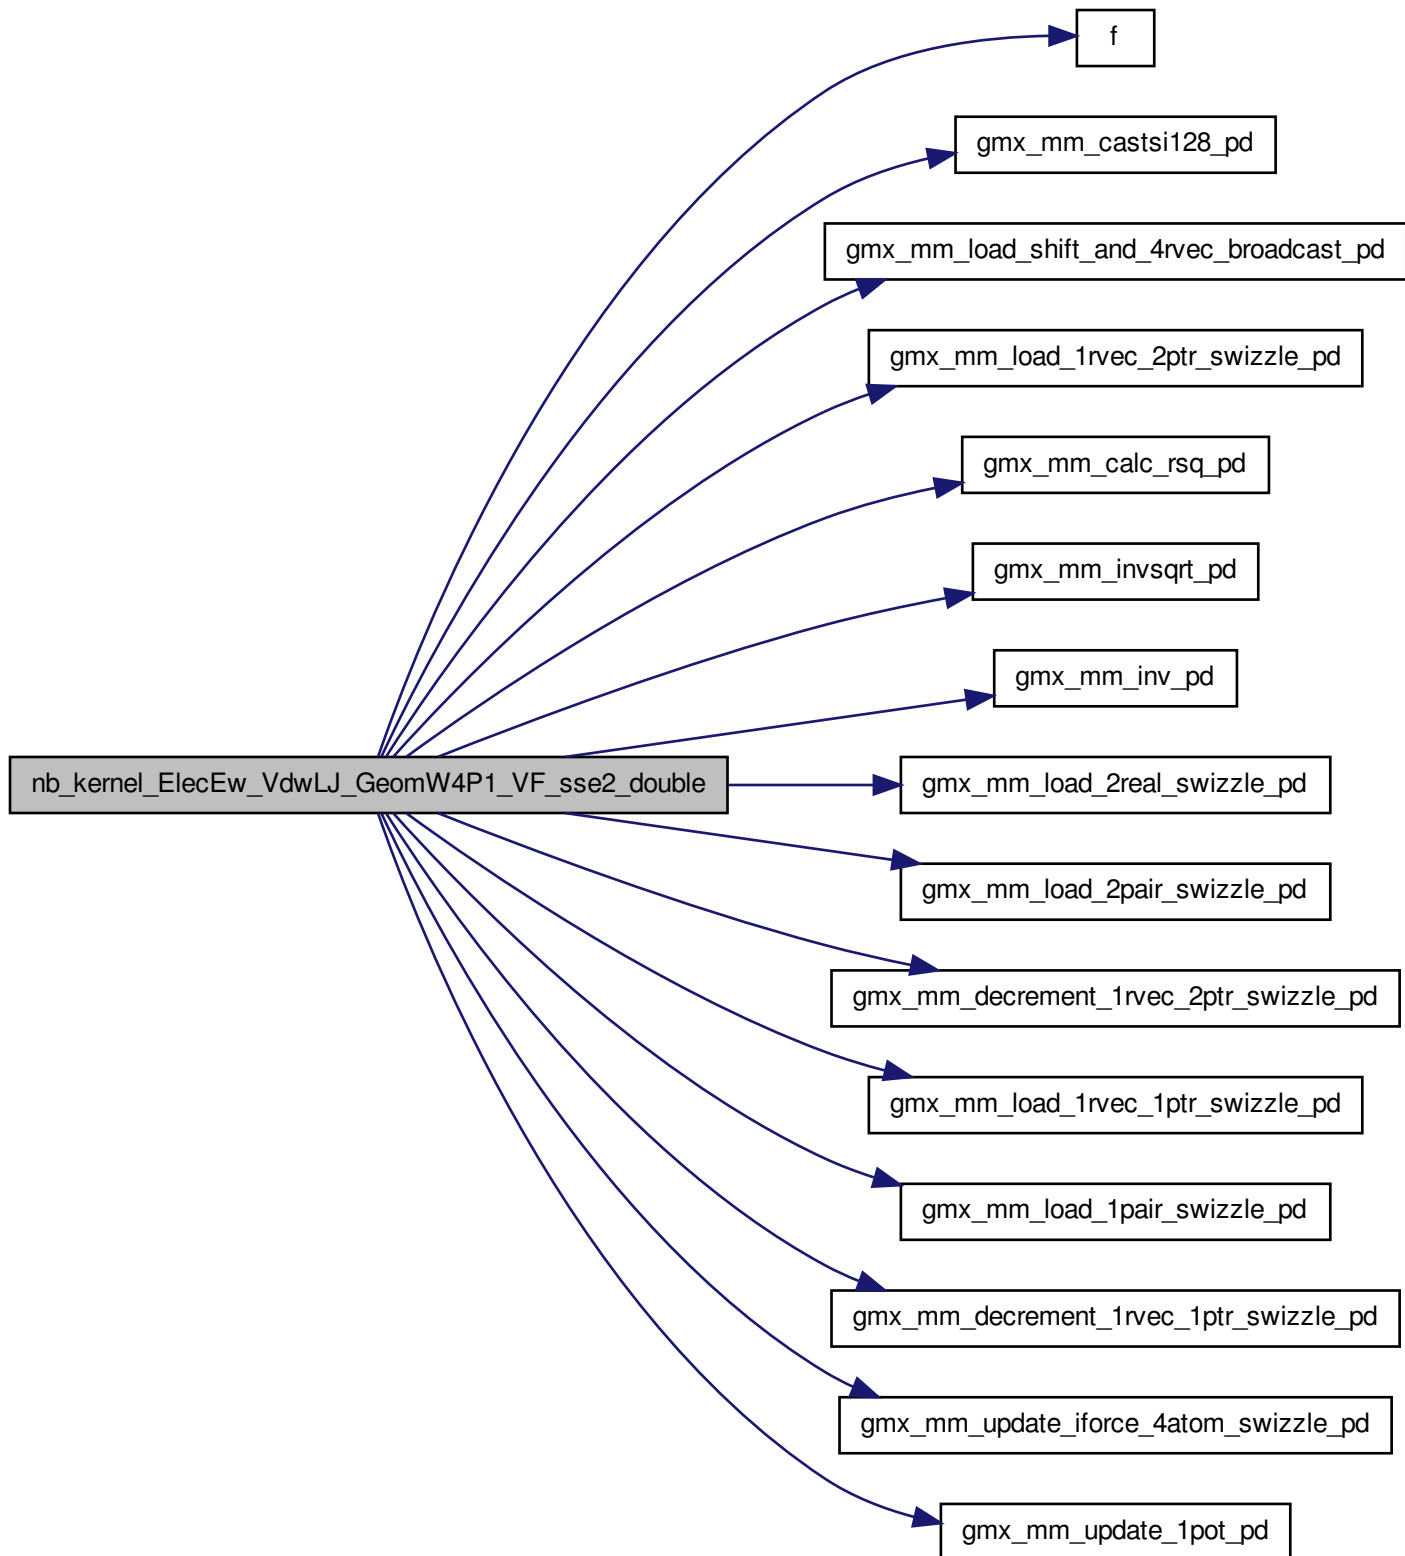 f
gmx_mm_castsi128_pd
gmx_mm_load_shift_and_4rvec_broadcast_pd
gmx_mm_load_1rvec_2ptr_swizzle_pd
gmx_mm_calc_rsq_pd
gmx_mm_invsqrt_pd
gmx_mm_inv_pd
nb_kernel_ElecEw_VdwLJ_GeomW4P1_VF_sse2_double
gmx_mm_load_2real_swizzle_pd
gmx_mm_load_2pair_swizzle_pd
gmx_mm_decrement_1rvec_2ptr_swizzle_pd
gmx_mm_load_1rvec_1ptr_swizzle_pd
gmx_mm_load_1pair_swizzle_pd
gmx_mm_decrement_1rvec_1ptr_swizzle_pd
gmx_mm_update_iforce_4atom_swizzle_pd
gmx_mm_update_1pot_pd